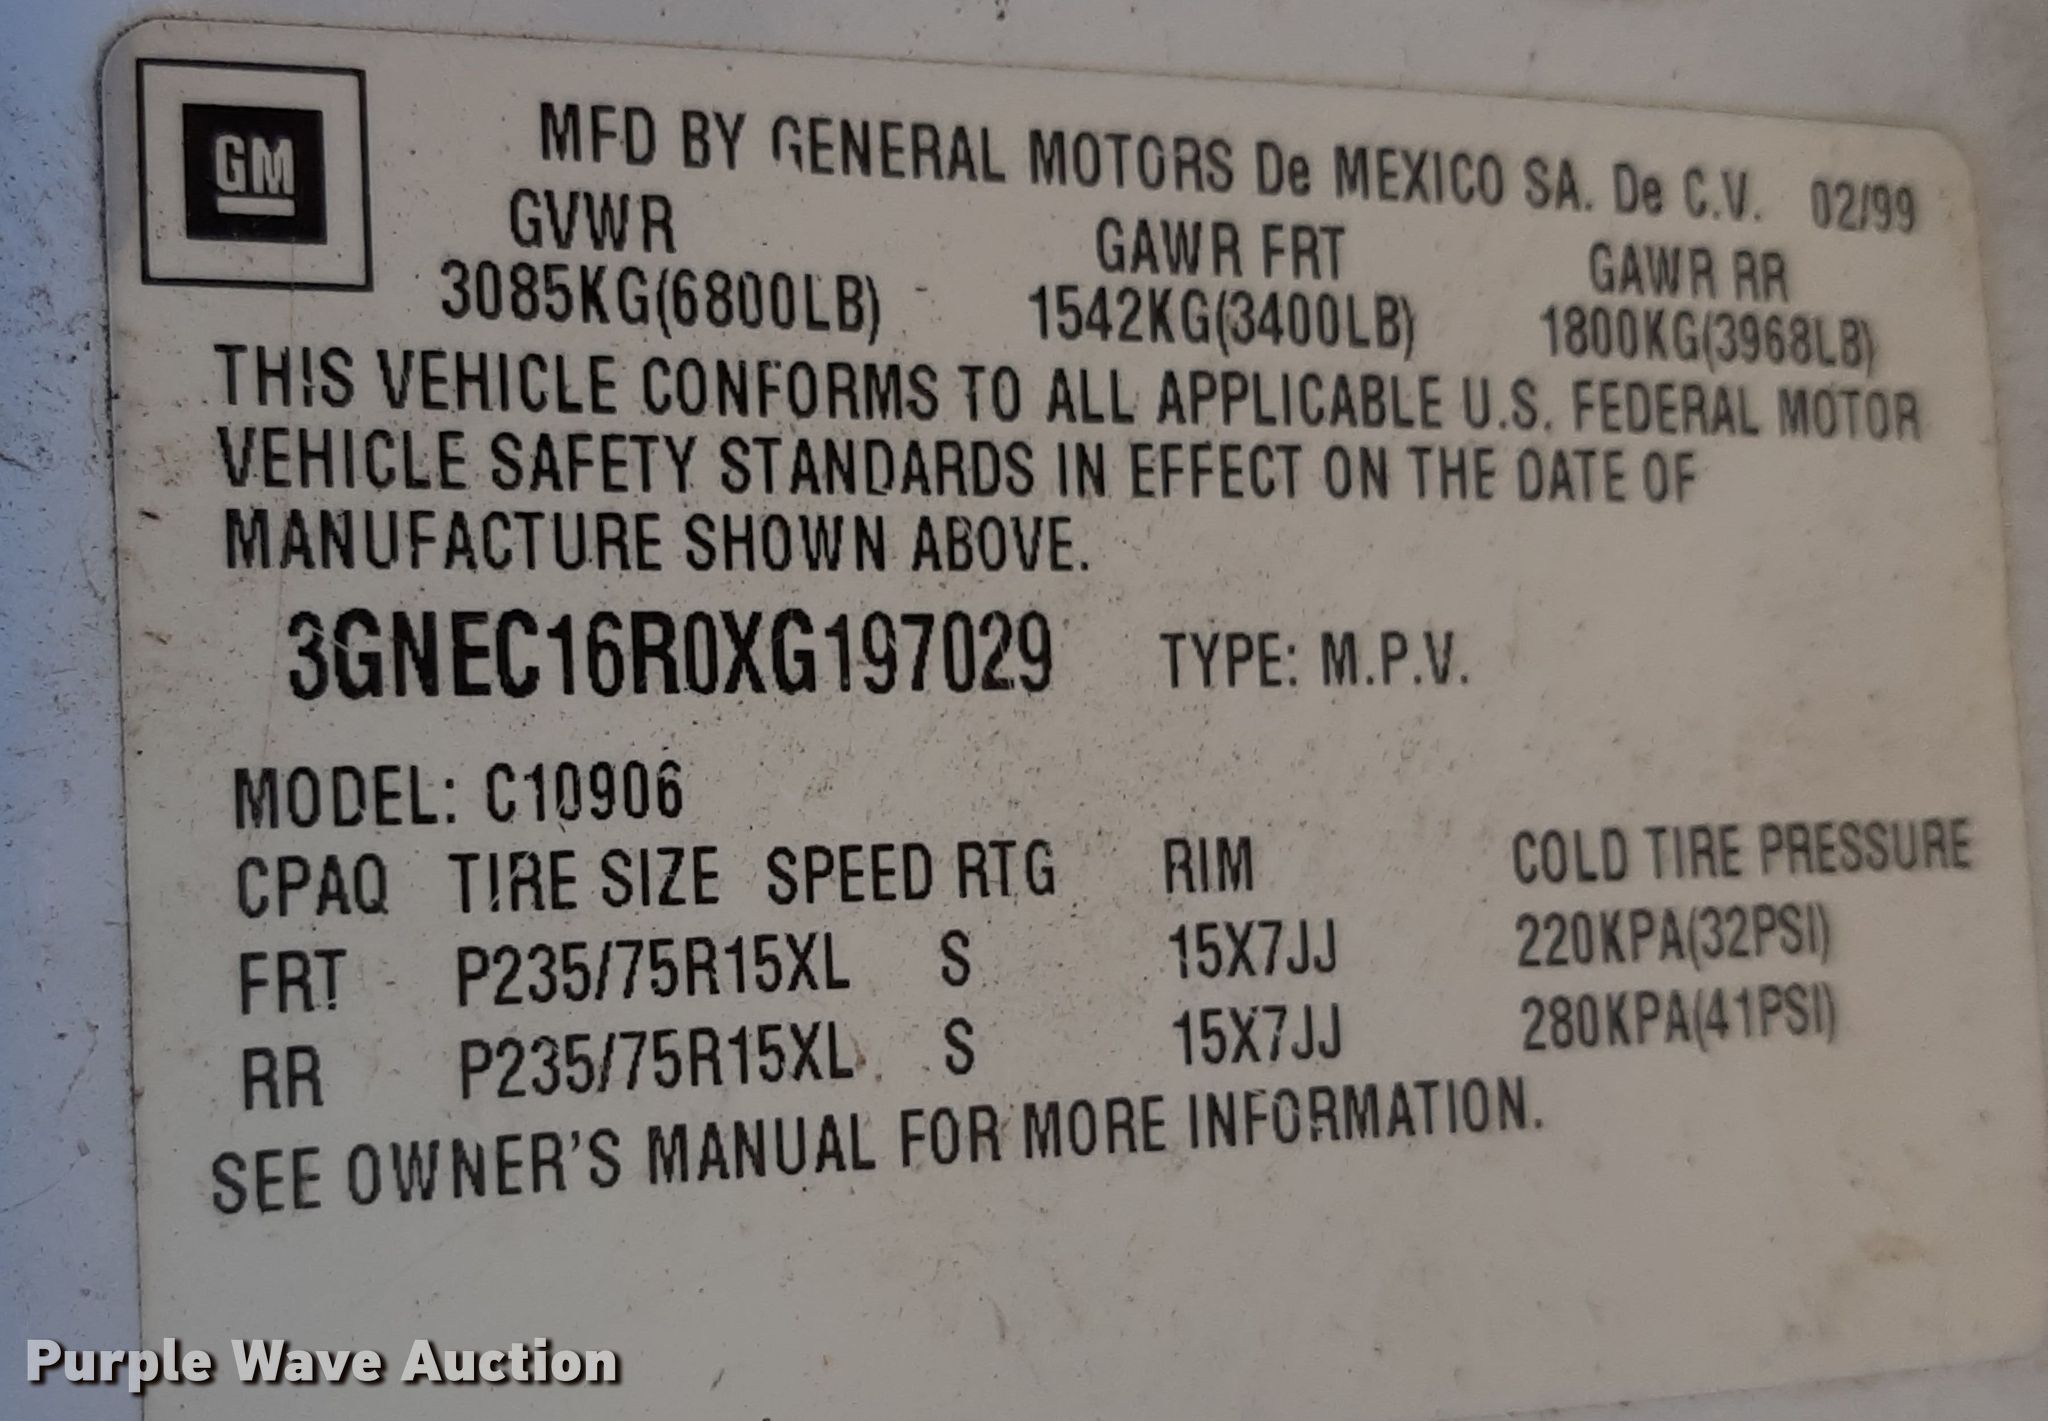 GM
MFD BY GENERAL MOTORS De MEXICO SA. De C.V. 02/99
GVWR GAWR FRT GAWR RR
3085KG(6800LB) 1542KG(3400LB) 1800KG(3968LB)
THIS VEHICLE CONFORMS TO ALL APPLICABLE U.S. FEDERAL MOTOR
VEHICLE SAFETY STANDARDS IN EFFECT ON THE DATE OF
MANUFACTURE SHOWN ABOVE.
3GNEC16R0XG197029 TYPE: M.P.V.
MODEL: C10906
CPAQ TIRE SIZE SPEED RTG RIM COLD TIRE PRESSURE
FRT P235/75R15XL S 15X7JJ 220KPA(32PSI)
RR P235/75R15XL S 15X7JJ 280KPA(41PSI)
SEE OWNER'S MANUAL FOR MORE INFORMATION.
Purple Wave Auction